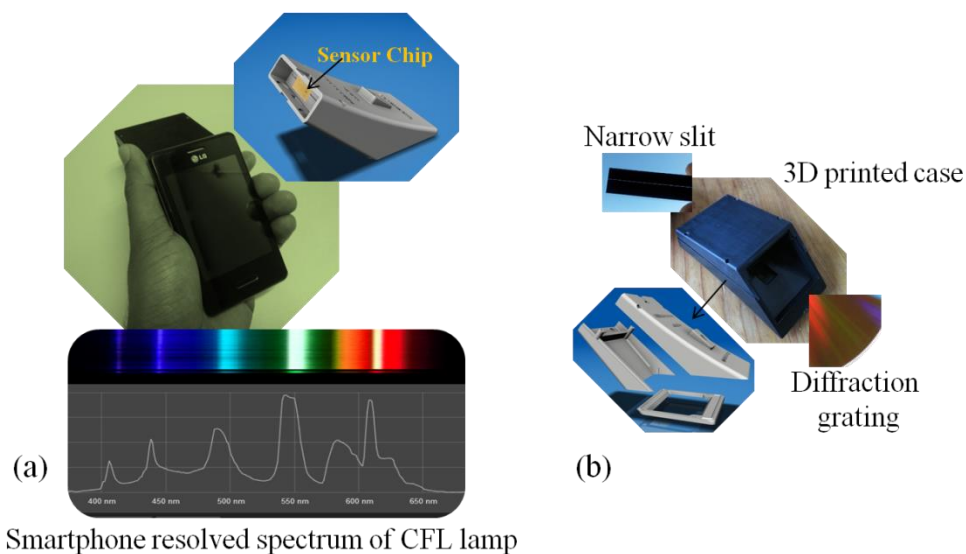 Sensor Chip
LG
400 nm
450 nm
500 nm
550 nm
600 nm
650 nm
(a)
Smartphone resolved spectrum of CFL lamp
Narrow slit
3D printed case
Diffraction
grating
(b)